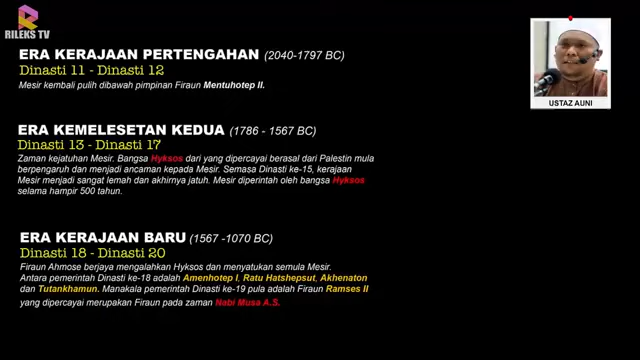 RILEKS TV
ERA KERAJAAN PERTENGAHAN (2040-1797 BC)
Dinasti 11 - Dinasti 12
Mesir kembali pulih dibawah pimpinan Firaun Mentuhotep II.
USTAZ AUNI
ERA KEMELESETAN KEDUA (1786 - 1567 BC)
Dinasti 13 - Dinasti 17
Zaman kejatuhan Mesir. Bangsa Hyksos dari yang dipercayai berasal dari Palestin mula
berpengaruh dan menjadi ancaman kepada Mesir. Semasa Dinasti ke-15, kerajaan
Mesir menjadi sangat lemah dan akhirnya jatuh. Mesir diperintah oleh bangsa Hyksos
selama hampir 500 tahun.
ERA KERAJAAN BARU (1567 -1070 BC)
Dinasti 18 - Dinasti 20
Firaun Ahmose berjaya mengalahkan Hyksos dan menyatukan semula Mesir.
Antara pemerintah Dinasti ke-18 adalah Amenhotep I, Ratu Hatshepsut, Akhenaton
dan Tutankhamun. Manakala pemerintah Dinasti ke-19 pula adalah Firaun Ramses II
yang dipercayai merupakan Firaun pada zaman Nabi Musa A.S.